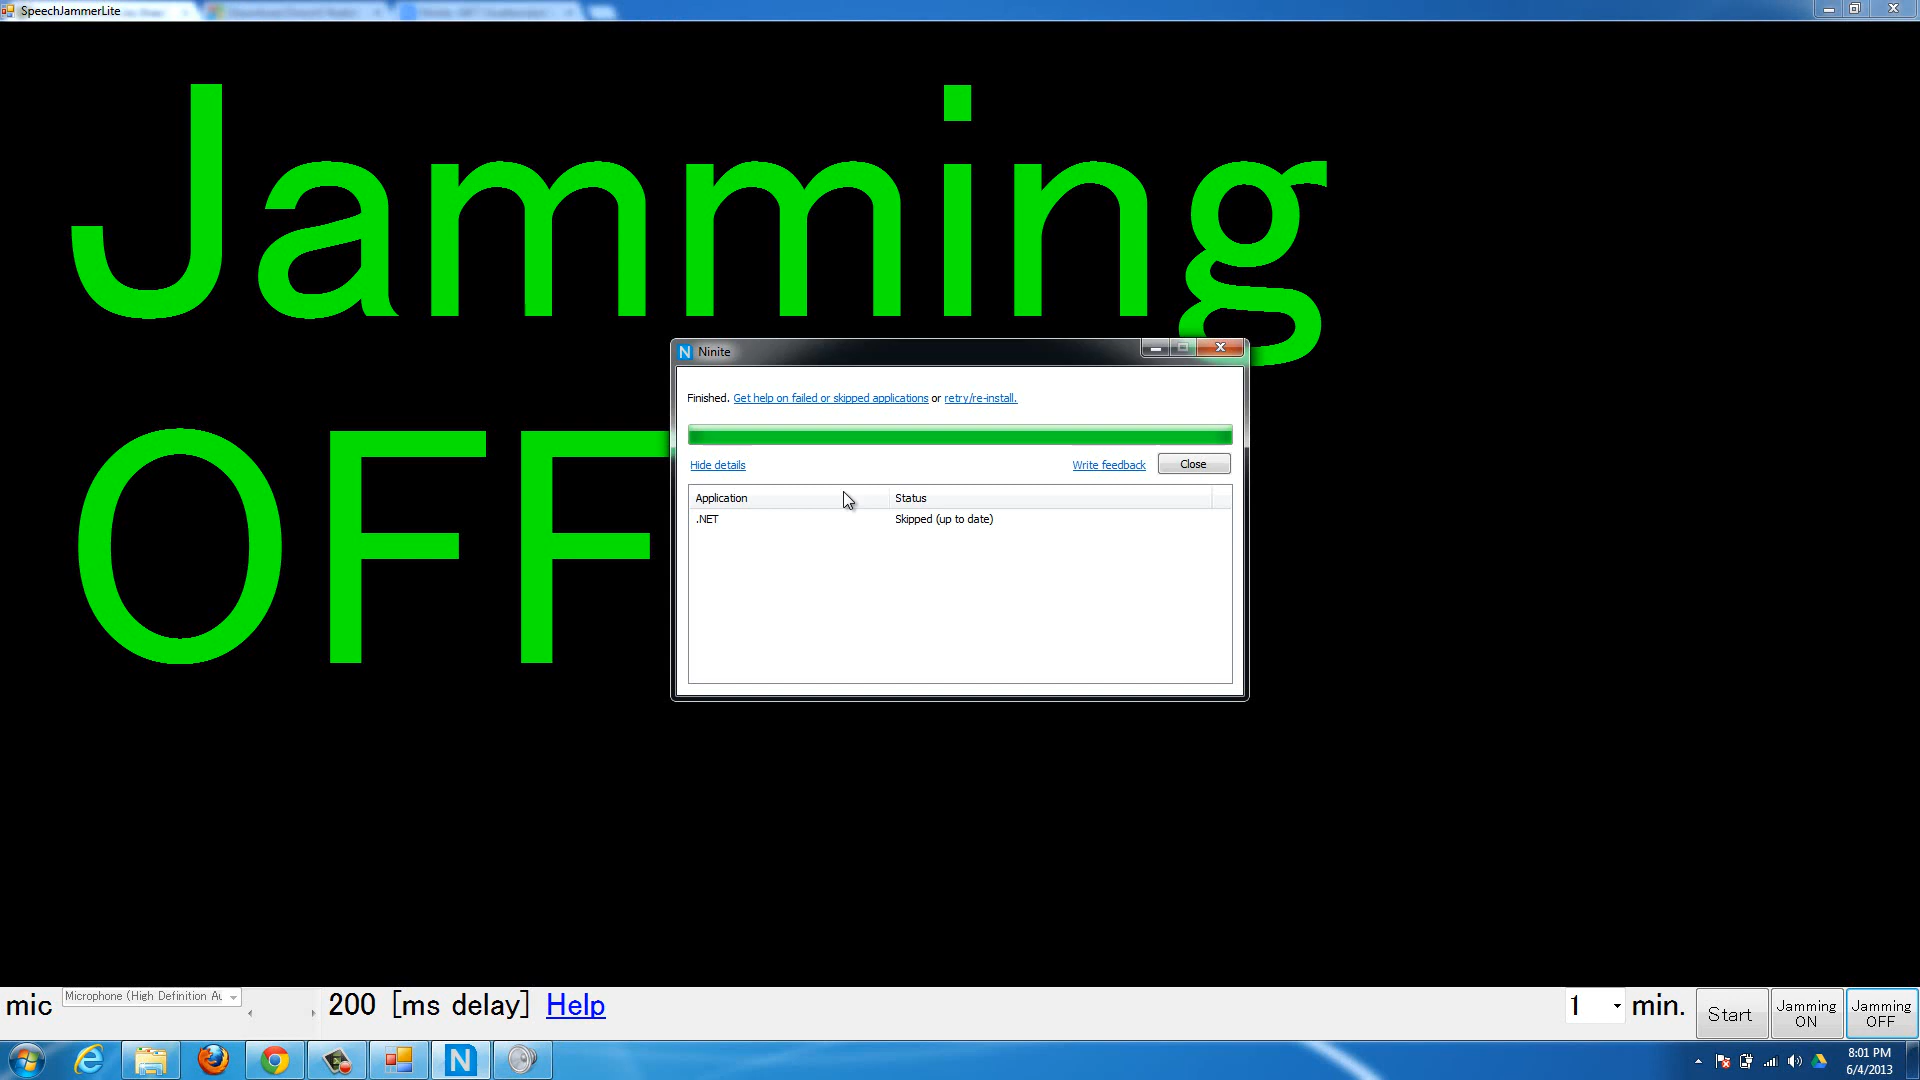 SpeechJammerLite
Jamming
OFF
Ninite
Finished. Get help on failed or skipped applications or retry/re-install.
Hide details
Write feedback
Close
Application Status
.NET Skipped (up to date)
mic
Microphone (High Definition Au
200 [ms delay] Help
1 min.
Start
Jamming
ON
Jamming
OFF
8:01 PM
6/4/2013